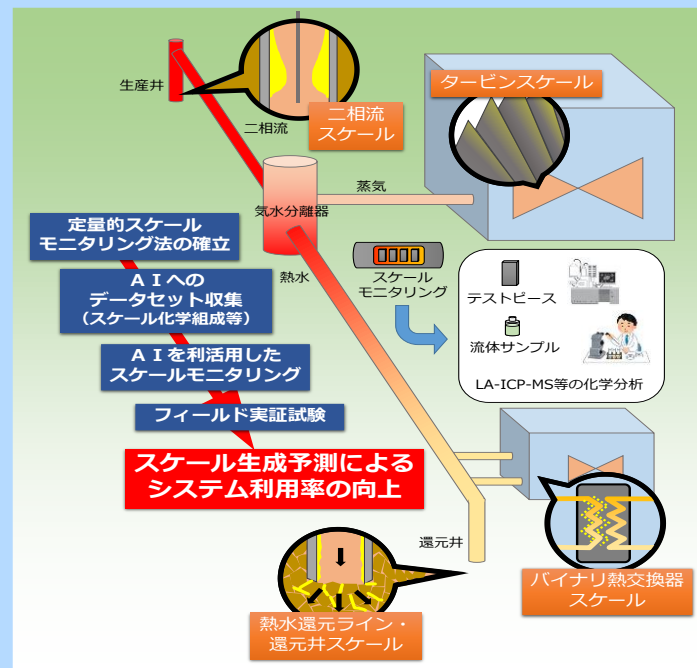 生産井
二相流
二相流
スケール
タービンスケール
気水分離器
蒸気
熱水
定量的スケール
モニタリング法の確立
ＡＩへの
データセット収集
（スケール化学組成等）
ＡＩを利活用した
スケールモニタリング
フィールド実証試験
スケール生成予測による
システム利用率の向上
スケール
モニタリング
テストピース
流体サンプル
LA-ICP-MS等の化学分析
還元井
熱水還元ライン・
還元井スケール
バイナリ熱交換器
スケール